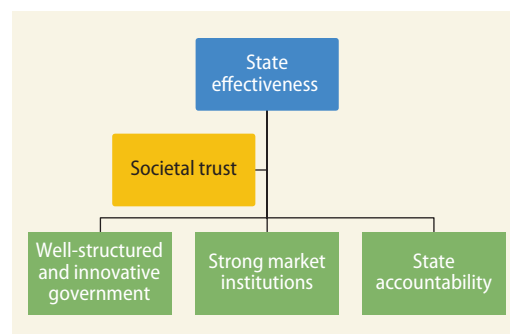 State
effectiveness
Societal trust
Well-structured
and innovative
government
Strong market
institutions
State
accountability